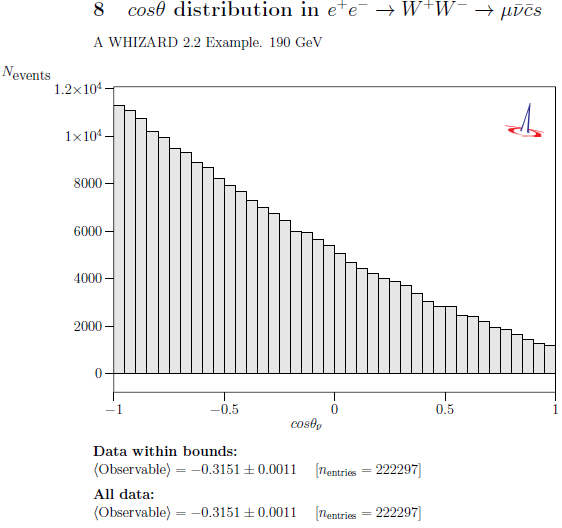 8 cosθ distribution in e⁺e⁻ → W⁺W⁻ → μν̄c̄s
A WHIZARD 2.2 Example. 190 GeV
N_events
1.2×10⁴
1×10⁴
8000
6000
4000
2000
0
−1 −0.5 0 0.5 1
cosθ_p
Data within bounds:
⟨Observable⟩ = −0.3151 ± 0.0011 [n_entries = 222297]
All data:
⟨Observable⟩ = −0.3151 ± 0.0011 [n_entries = 222297]